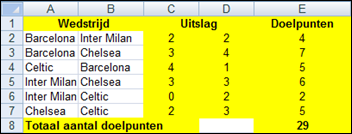 A B C D E
1 Wedstrijd Uitslag Doelpunten
2 Barcelona Inter Milan 2 2 4
3 Barcelona Chelsea 3 4 7
4 Celtic Barcelona 4 1 5
5 Inter Milan Chelsea 3 3 6
6 Inter Milan Celtic 0 2 2
7 Chelsea Celtic 2 3 5
8 Totaal aantal doelpunten 29